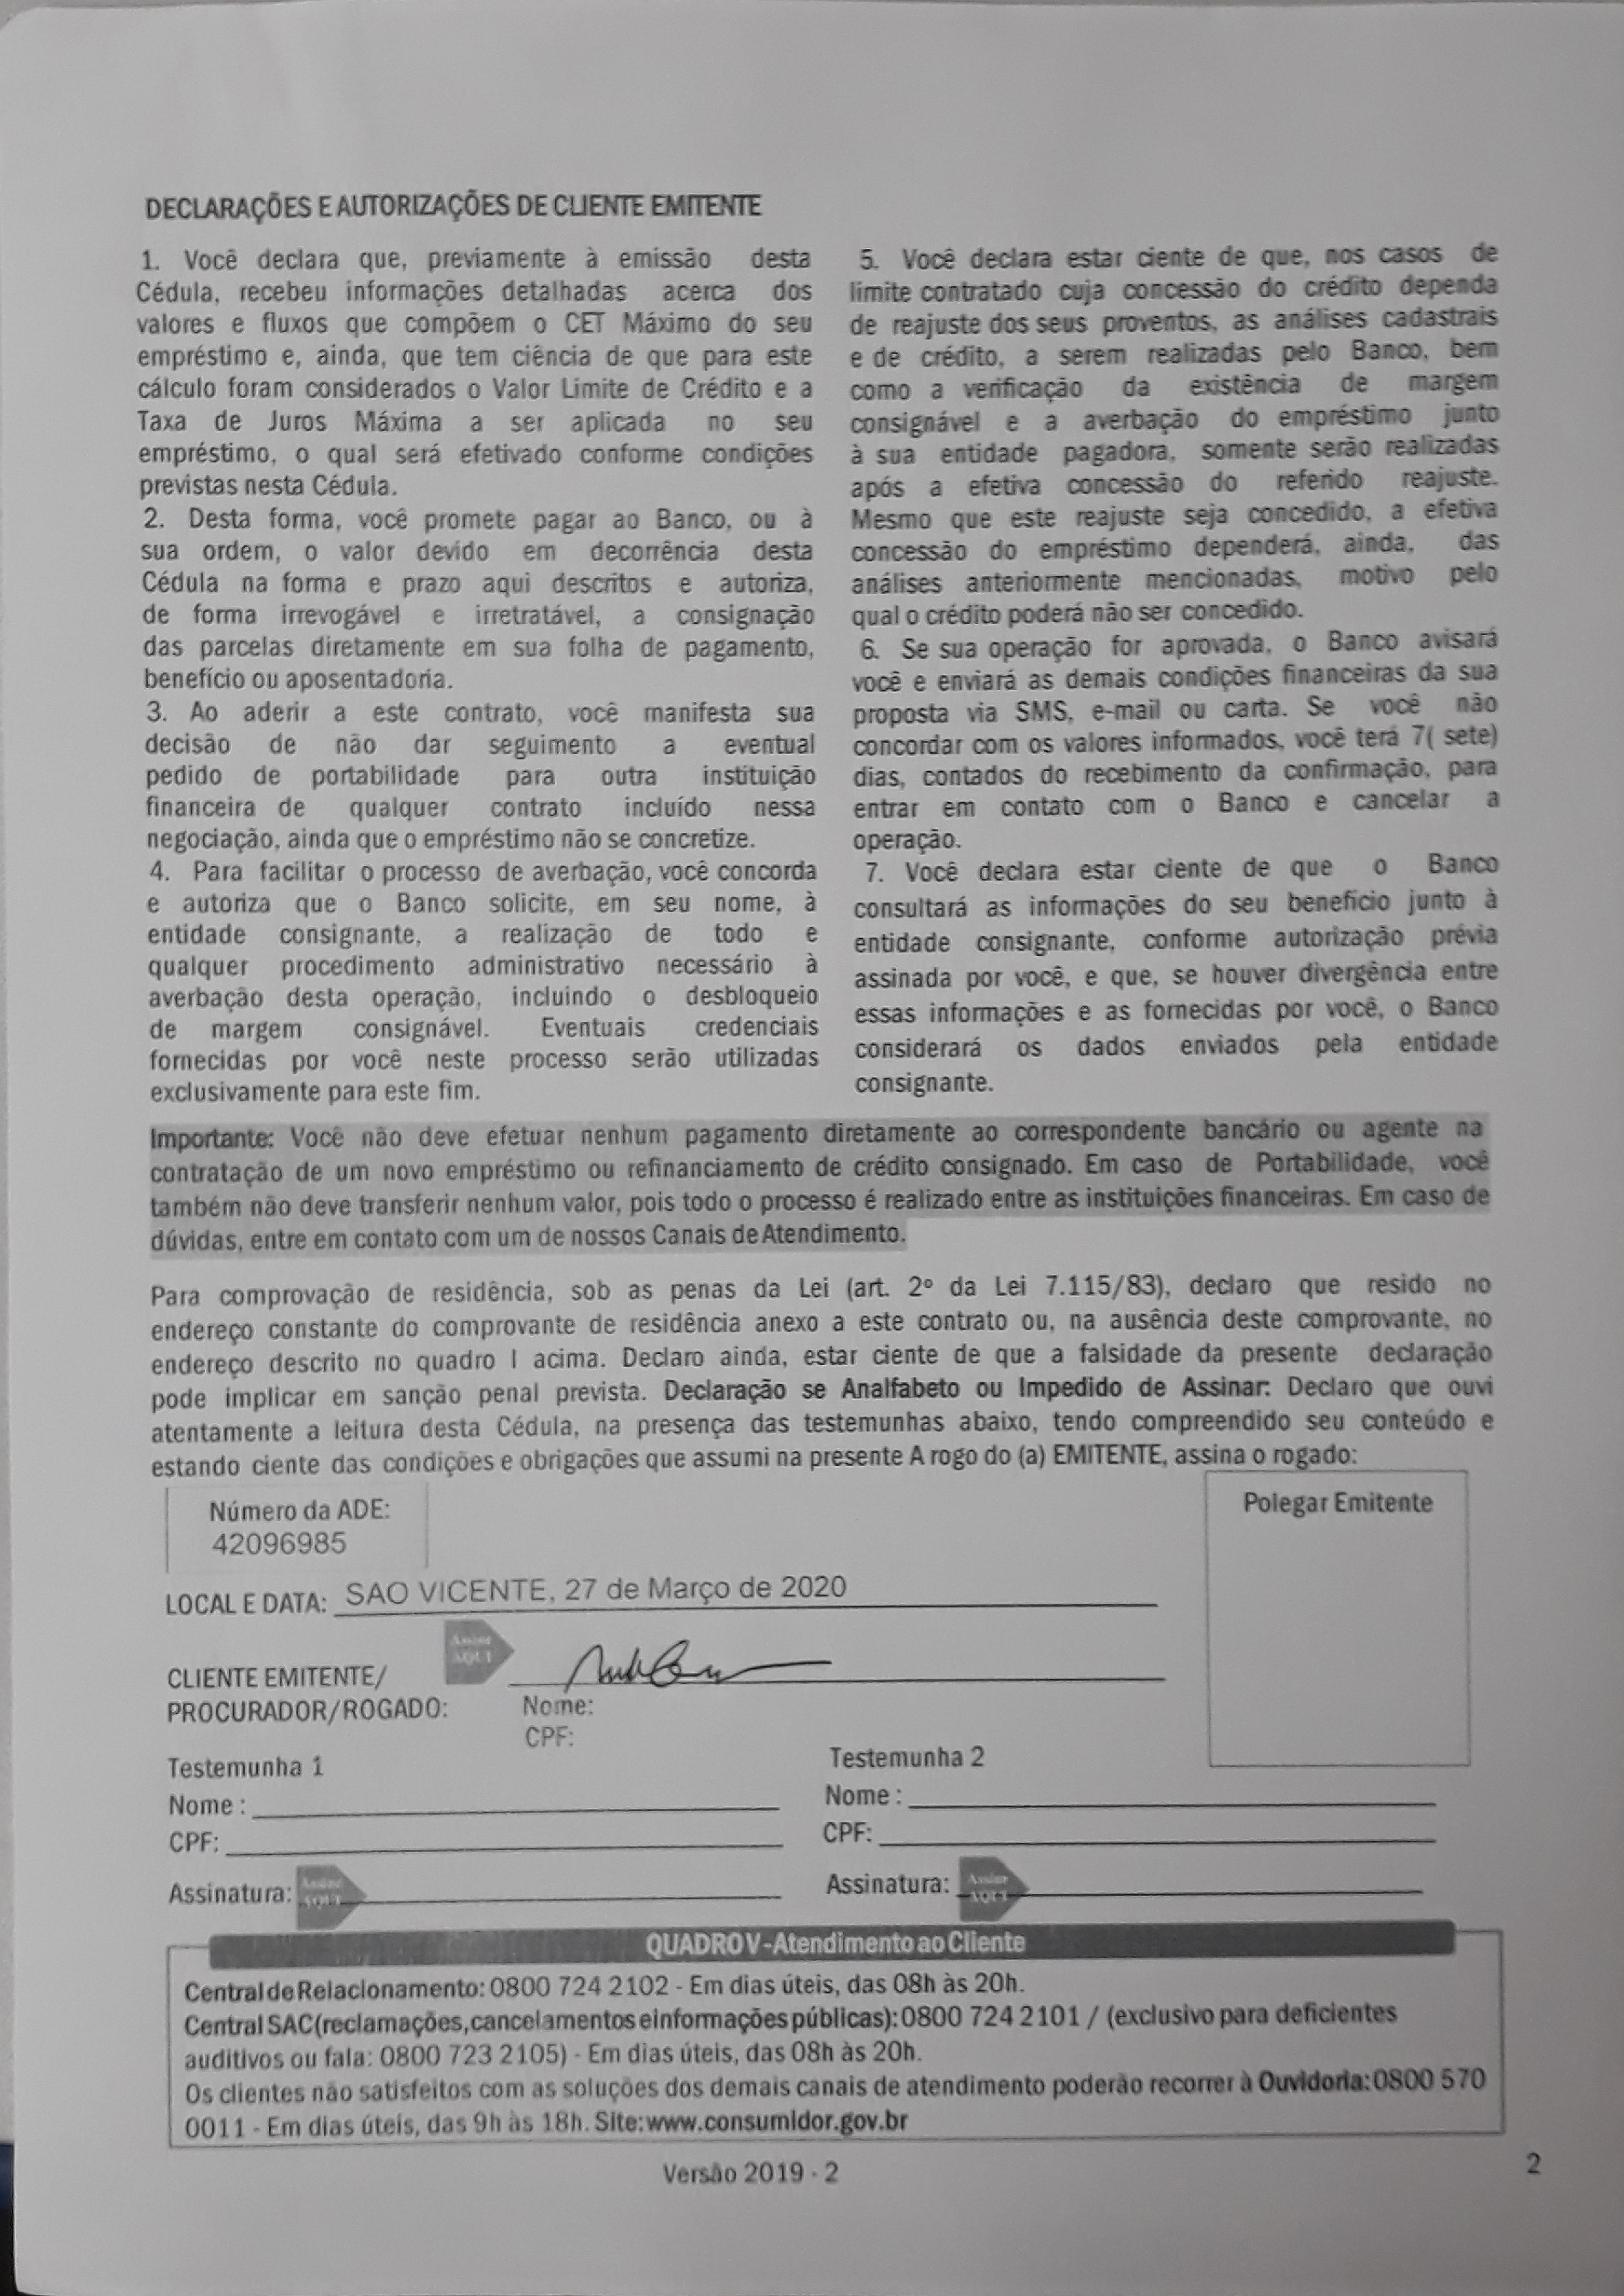 DECLARAÇÕES E AUTORIZAÇÕES DE CLIENTE EMITENTE
1. Você declara que, previamente à emissão desta
Cédula, recebeu informações detalhadas acerca dos
valores e fluxos que compõem o CET Máximo do seu
empréstimo e, ainda, que tem ciência de que para este
cálculo foram considerados o Valor Limite de Crédito e a
Taxa de Juros Máxima a ser aplicada no seu
empréstimo, o qual será efetivado conforme condições
previstas nesta Cédula.
2. Desta forma, você promete pagar ao Banco, ou à
sua ordem, o valor devido em decorrência desta
Cédula na forma e prazo aqui descritos e autoriza,
de forma irrevogável e irretratável, a consignação
das parcelas diretamente em sua folha de pagamento,
benefício ou aposentadoria.
3. Ao aderir a este contrato, você manifesta sua
decisão de não dar seguimento a eventual
pedido de portabilidade para outra instituição
financeira de qualquer contrato incluído nessa
negociação, ainda que o empréstimo não se concretize.
4. Para facilitar o processo de averbação, você concorda
e autoriza que o Banco solicite, em seu nome, à
entidade consignante, a realização de todo e
qualquer procedimento administrativo necessário à
averbação desta operação, incluindo o desbloqueio
de margem consignável. Eventuais credenciais
fornecidas por você neste processo serão utilizadas
exclusivamente para este fim.
5. Você declara estar ciente de que, nos casos de
limite contratado cuja concessão do crédito dependa
de reajuste dos seus proventos, as análises cadastrais
e de crédito, a serem realizadas pelo Banco, bem
como a verificação da existência de margem
consignável e a averbação do empréstimo junto
à sua entidade pagadora, somente serão realizadas
após a efetiva concessão do referido reajuste.
Mesmo que este reajuste seja concedido, a efetiva
concessão do empréstimo dependerá, ainda, das
análises anteriormente mencionadas, motivo pelo
qual o crédito poderá não ser concedido.
6. Se sua operação for aprovada, o Banco avisará
você e enviará as demais condições financeiras da sua
proposta via SMS, e-mail ou carta. Se você não
concordar com os valores informados, você terá 7( sete)
dias, contados do recebimento da confirmação, para
entrar em contato com o Banco e cancelar a
operação.
7. Você declara estar ciente de que o Banco
consultará as informações do seu benefício junto à
entidade consignante, conforme autorização prévia
assinada por você, e que, se houver divergência entre
essas informações e as fornecidas por você, o Banco
considerará os dados enviados pela entidade
consignante.
Importante: Você não deve efetuar nenhum pagamento diretamente ao correspondente bancário ou agente na
contratação de um novo empréstimo ou refinanciamento de crédito consignado. Em caso de Portabilidade, você
também não deve transferir nenhum valor, pois todo o processo é realizado entre as instituições financeiras. Em caso de
dúvidas, entre em contato com um de nossos Canais de Atendimento.
Para comprovação de residência, sob as penas da Lei (art. 2º da Lei 7.115/83), declaro que resido no
endereço constante do comprovante de residência anexo a este contrato ou, na ausência deste comprovante, no
endereço descrito no quadro I acima. Declaro ainda, estar ciente de que a falsidade da presente declaração
pode implicar em sanção penal prevista. Declaração se Analfabeto ou Impedido de Assinar: Declaro que ouvi
atentamente a leitura desta Cédula, na presença das testemunhas abaixo, tendo compreendido seu conteúdo e
estando ciente das condições e obrigações que assumi na presente A rogo do (a) EMITENTE, assina o rogado:
Número da ADE:
42096985
Polegar Emitente
LOCAL E DATA: SAO VICENTE, 27 de Março de 2020
Assine
AQUI
CLIENTE EMITENTE/
PROCURADOR/ROGADO:
Nome:
CPF:
Testemunha 1
Nome :
CPF:
Assinatura: Assine
AQUI
Testemunha 2
Nome :
CPF:
Assinatura: Assine
AQUI
QUADRO V - Atendimento ao Cliente
Central de Relacionamento: 0800 724 2102 - Em dias úteis, das 08h às 20h.
Central SAC (reclamações, cancelamentos e informações públicas): 0800 724 2101 / (exclusivo para deficientes
auditivos ou fala: 0800 723 2105) - Em dias úteis, das 08h às 20h.
Os clientes não satisfeitos com as soluções dos demais canais de atendimento poderão recorrer à Ouvidoria: 0800 570
0011 - Em dias úteis, das 9h às 18h. Site: www.consumidor.gov.br
Versão 2019 - 2
2